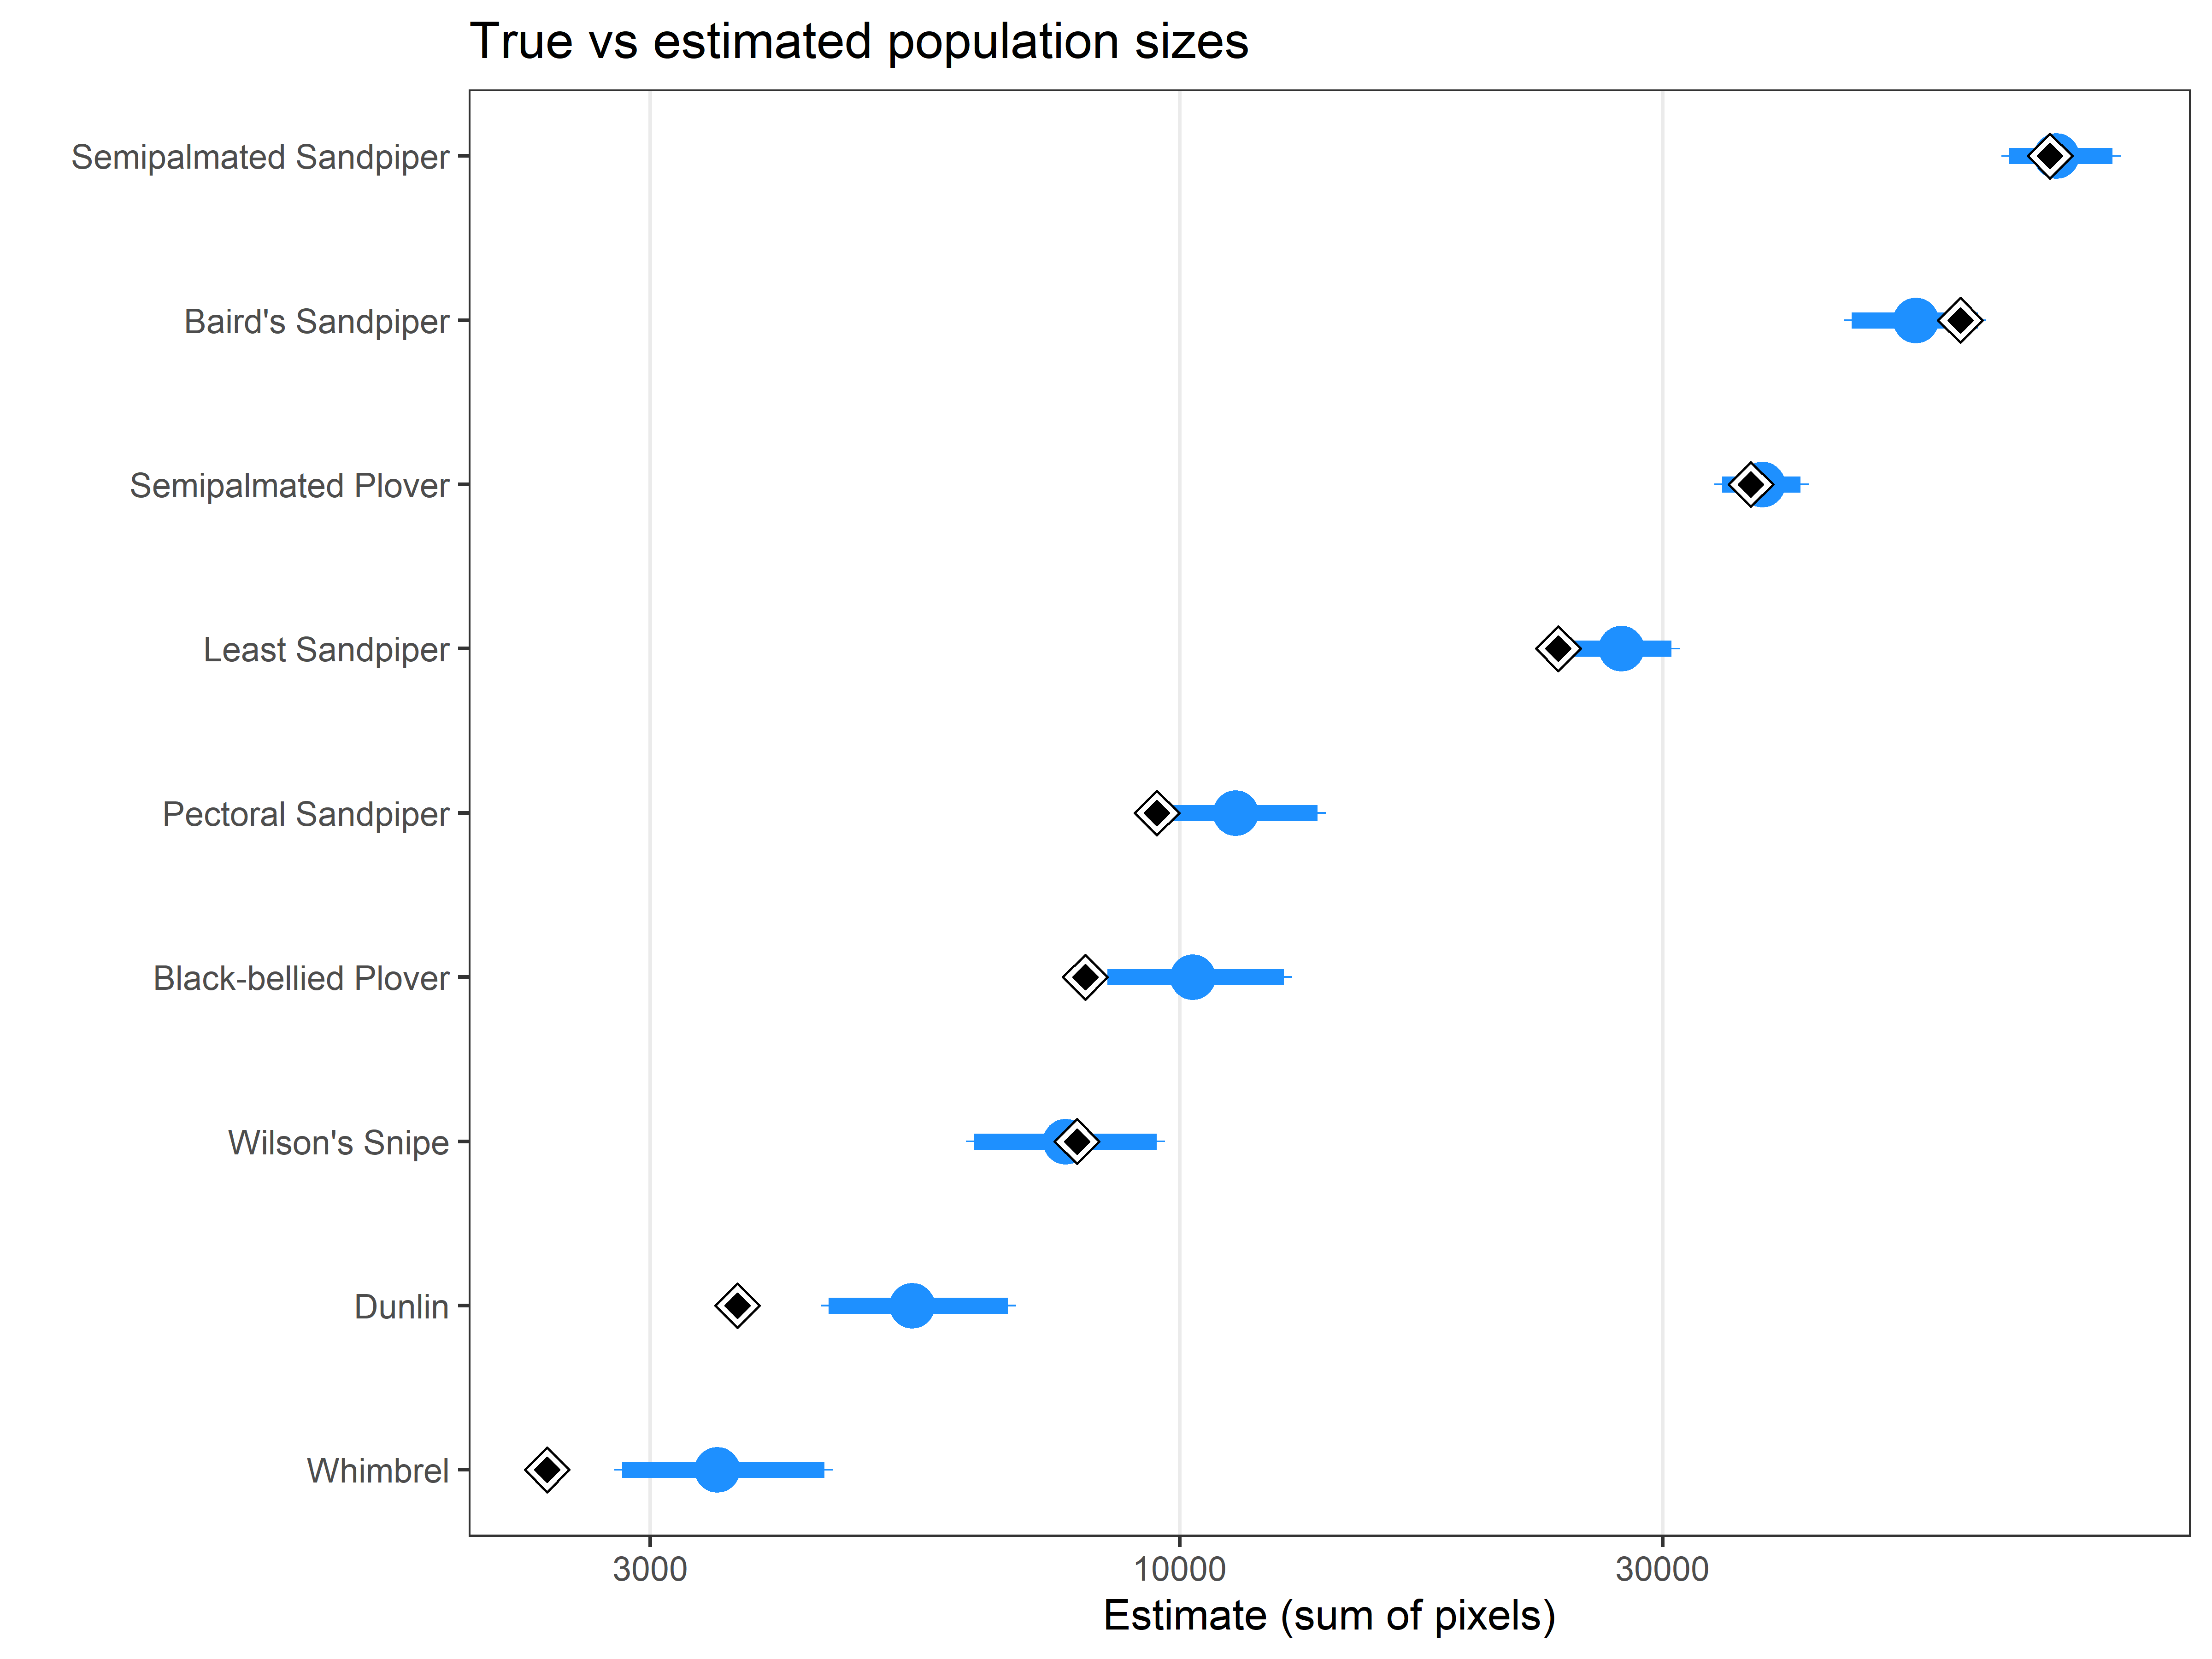 True vs estimated population sizes
Semipalmated Sandpiper
Baird's Sandpiper
Semipalmated Plover
Least Sandpiper
Pectoral Sandpiper
Black-bellied Plover
Wilson's Snipe
Dunlin
Whimbrel
3000 10000 30000
Estimate (sum of pixels)